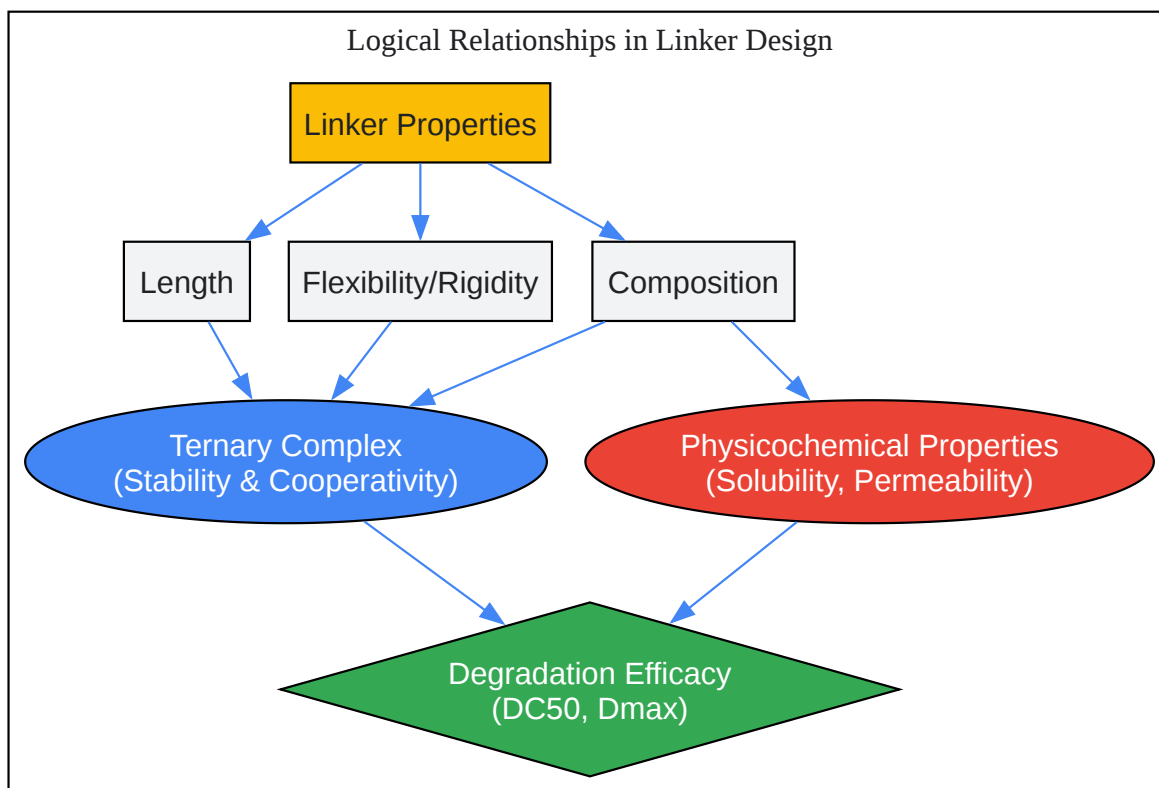 Logical Relationships in Linker Design
Linker Properties
Length
Flexibility/Rigidity
Composition
Ternary Complex
(Stability & Cooperativity)
Physicochemical Properties
(Solubility, Permeability)
Degradation Efficacy
(DC50, Dmax)